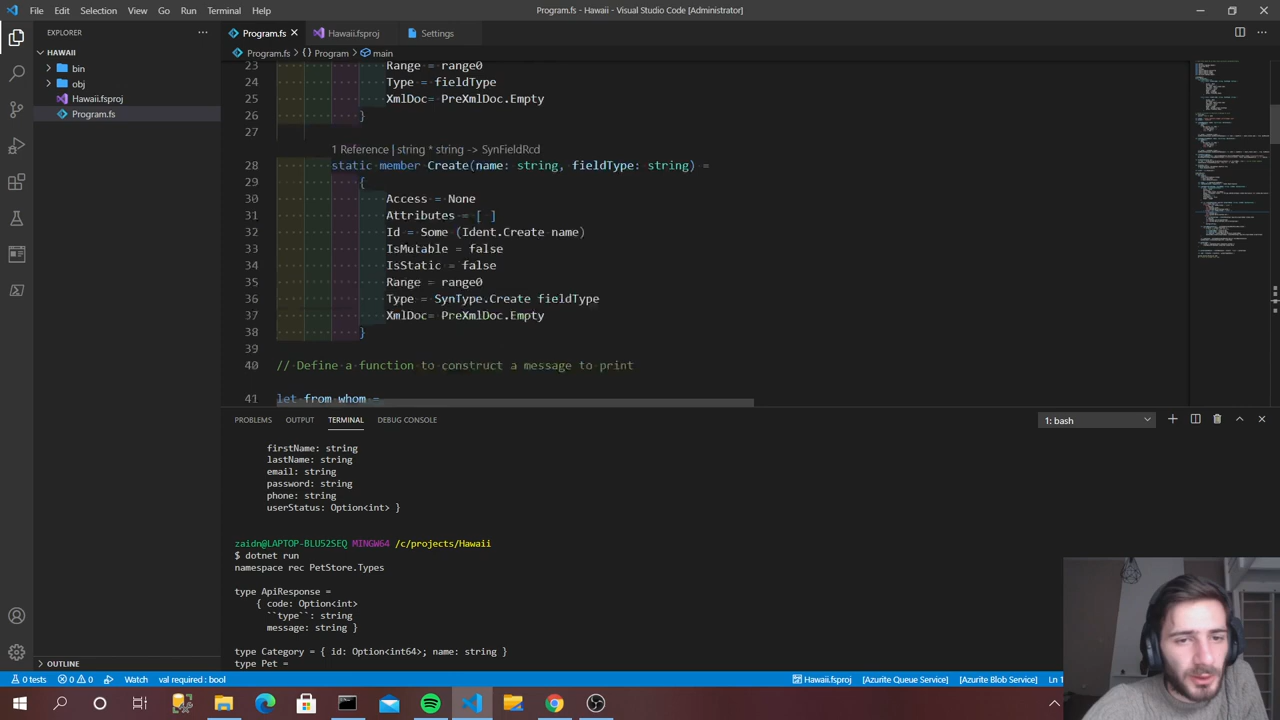 File Edit Selection View Go Run Terminal Help
Program.fs - Hawaii - Visual Studio Code [Administrator]
EXPLORER
···
Program.fs
Hawaii.fsproj
Settings
HAWAII
Program.fs > {} Program > main
bin
obj
Hawaii.fsproj
Program.fs
23 Range = range0
24 Type = fieldType
25 XmlDoc= PreXmlDoc.Empty
26 }
27
1 Reference | string * string -> SynFieldRcd
28 static member Create(name: string, fieldType: string) =
29 {
30 Access = None
31 Attributes = [ ]
32 Id = Some (Ident.Create name)
33 IsMutable = false
34 IsStatic = false
35 Range = range0
36 Type = SynType.Create fieldType
37 XmlDoc= PreXmlDoc.Empty
38 }
39
40 // Define a function to construct a message to print
41 let from whom =
PROBLEMS OUTPUT TERMINAL DEBUG CONSOLE
1: bash
firstName: string
lastName: string
email: string
password: string
phone: string
userStatus: Option<int> }
zaidn@LAPTOP-BLU52SEQ MINGW64 /c/projects/Hawaii
$ dotnet run
namespace rec PetStore.Types
type ApiResponse =
{ code: Option<int>
``type``: string
message: string }
type Category = { id: Option<int64>; name: string }
type Pet =
OUTLINE
0 tests 0 0 Watch val required : bool
Hawaii.fsproj [Azurite Queue Service] [Azurite Blob Service] [Azurite Table Service] Ln 1